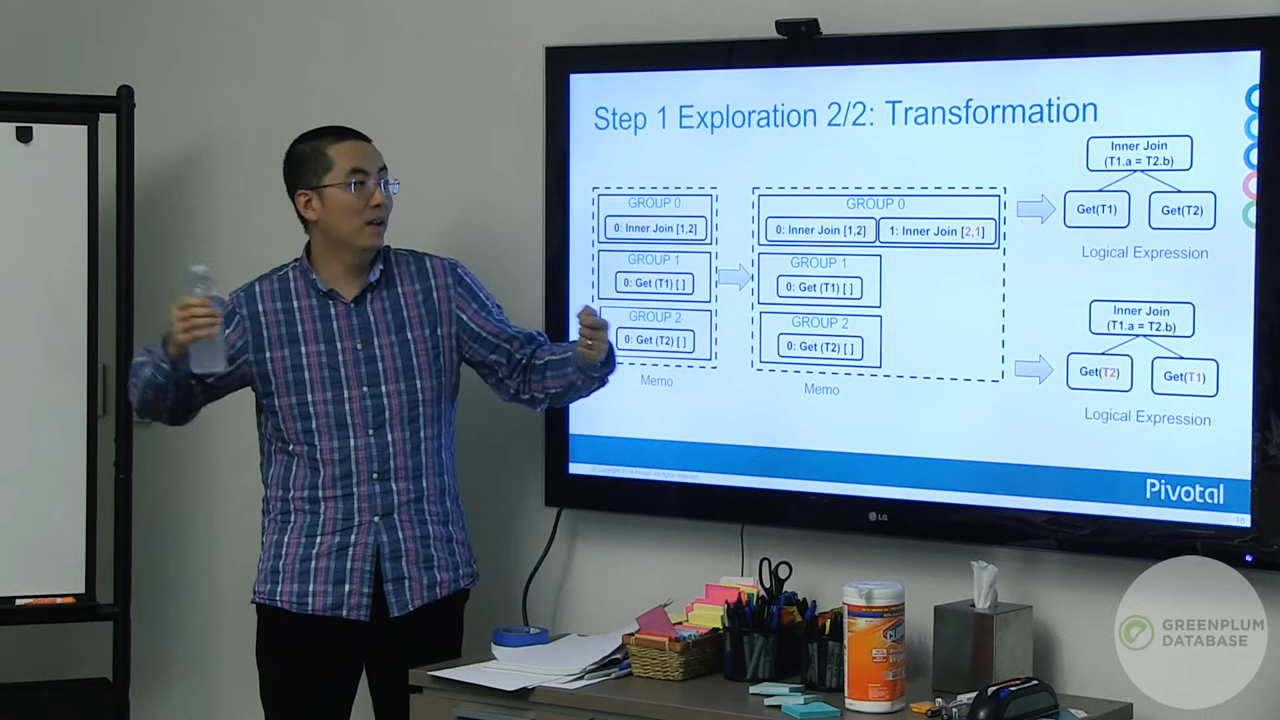 Step 1 Exploration 2/2: Transformation
GROUP 0
0: Inner Join [1,2]
GROUP 1
0: Get (T1) [ ]
GROUP 2
0: Get (T2) [ ]
Memo
GROUP 0
0: Inner Join [1,2]
1: Inner Join [2,1]
GROUP 1
0: Get (T1) [ ]
GROUP 2
0: Get (T2) [ ]
Memo
Inner Join
(T1.a = T2.b)
Get(T1)
Get(T2)
Logical Expression
Inner Join
(T1.a = T2.b)
Get(T2)
Get(T1)
Logical Expression
Pivotal
18
LG
GREENPLUM
DATABASE